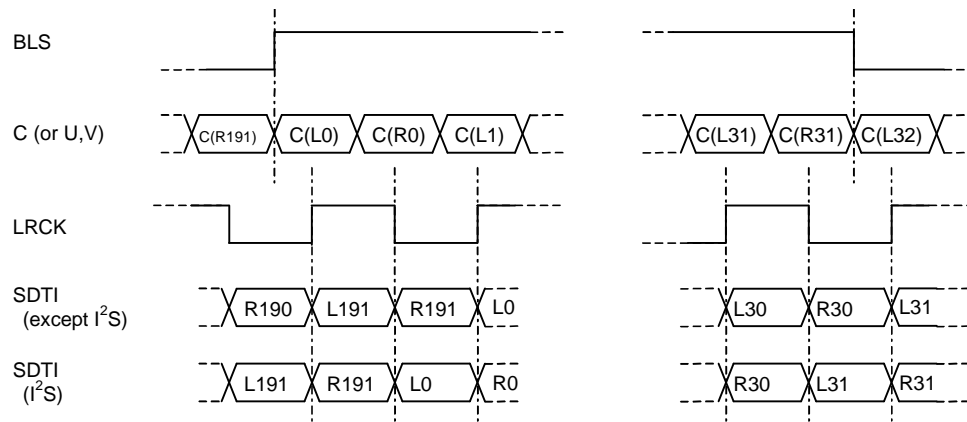 BLS
C (or U,V)
C(R191) C(L0) C(R0) C(L1) C(L31) C(R31) C(L32)
LRCK
SDTI
(except I²S)
R190 L191 R191 L0 L30 R30 L31
SDTI
(I²S)
L191 R191 L0 R0 R30 L31 R31